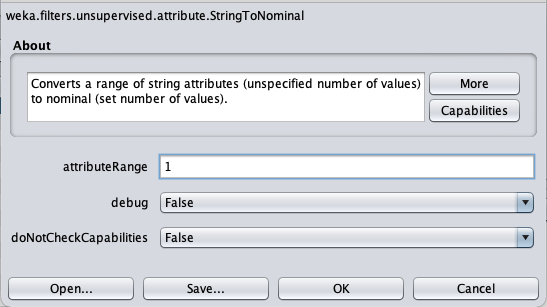 weka.filters.unsupervised.attribute.StringToNominal
About
Converts a range of string attributes (unspecified number of values)
to nominal (set number of values).
More
Capabilities
attributeRange 1
debug False
doNotCheckCapabilities False
Open... Save... OK Cancel